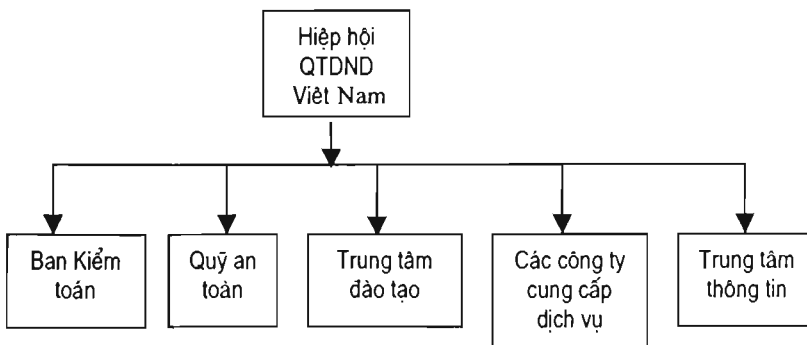 Hiệp hội
QTDND
Việt Nam
Ban Kiểm
toán
Quỹ an
toàn
Trung tâm
đào tạo
Các công ty
cung cấp
dịch vụ
Trung tâm
thông tin